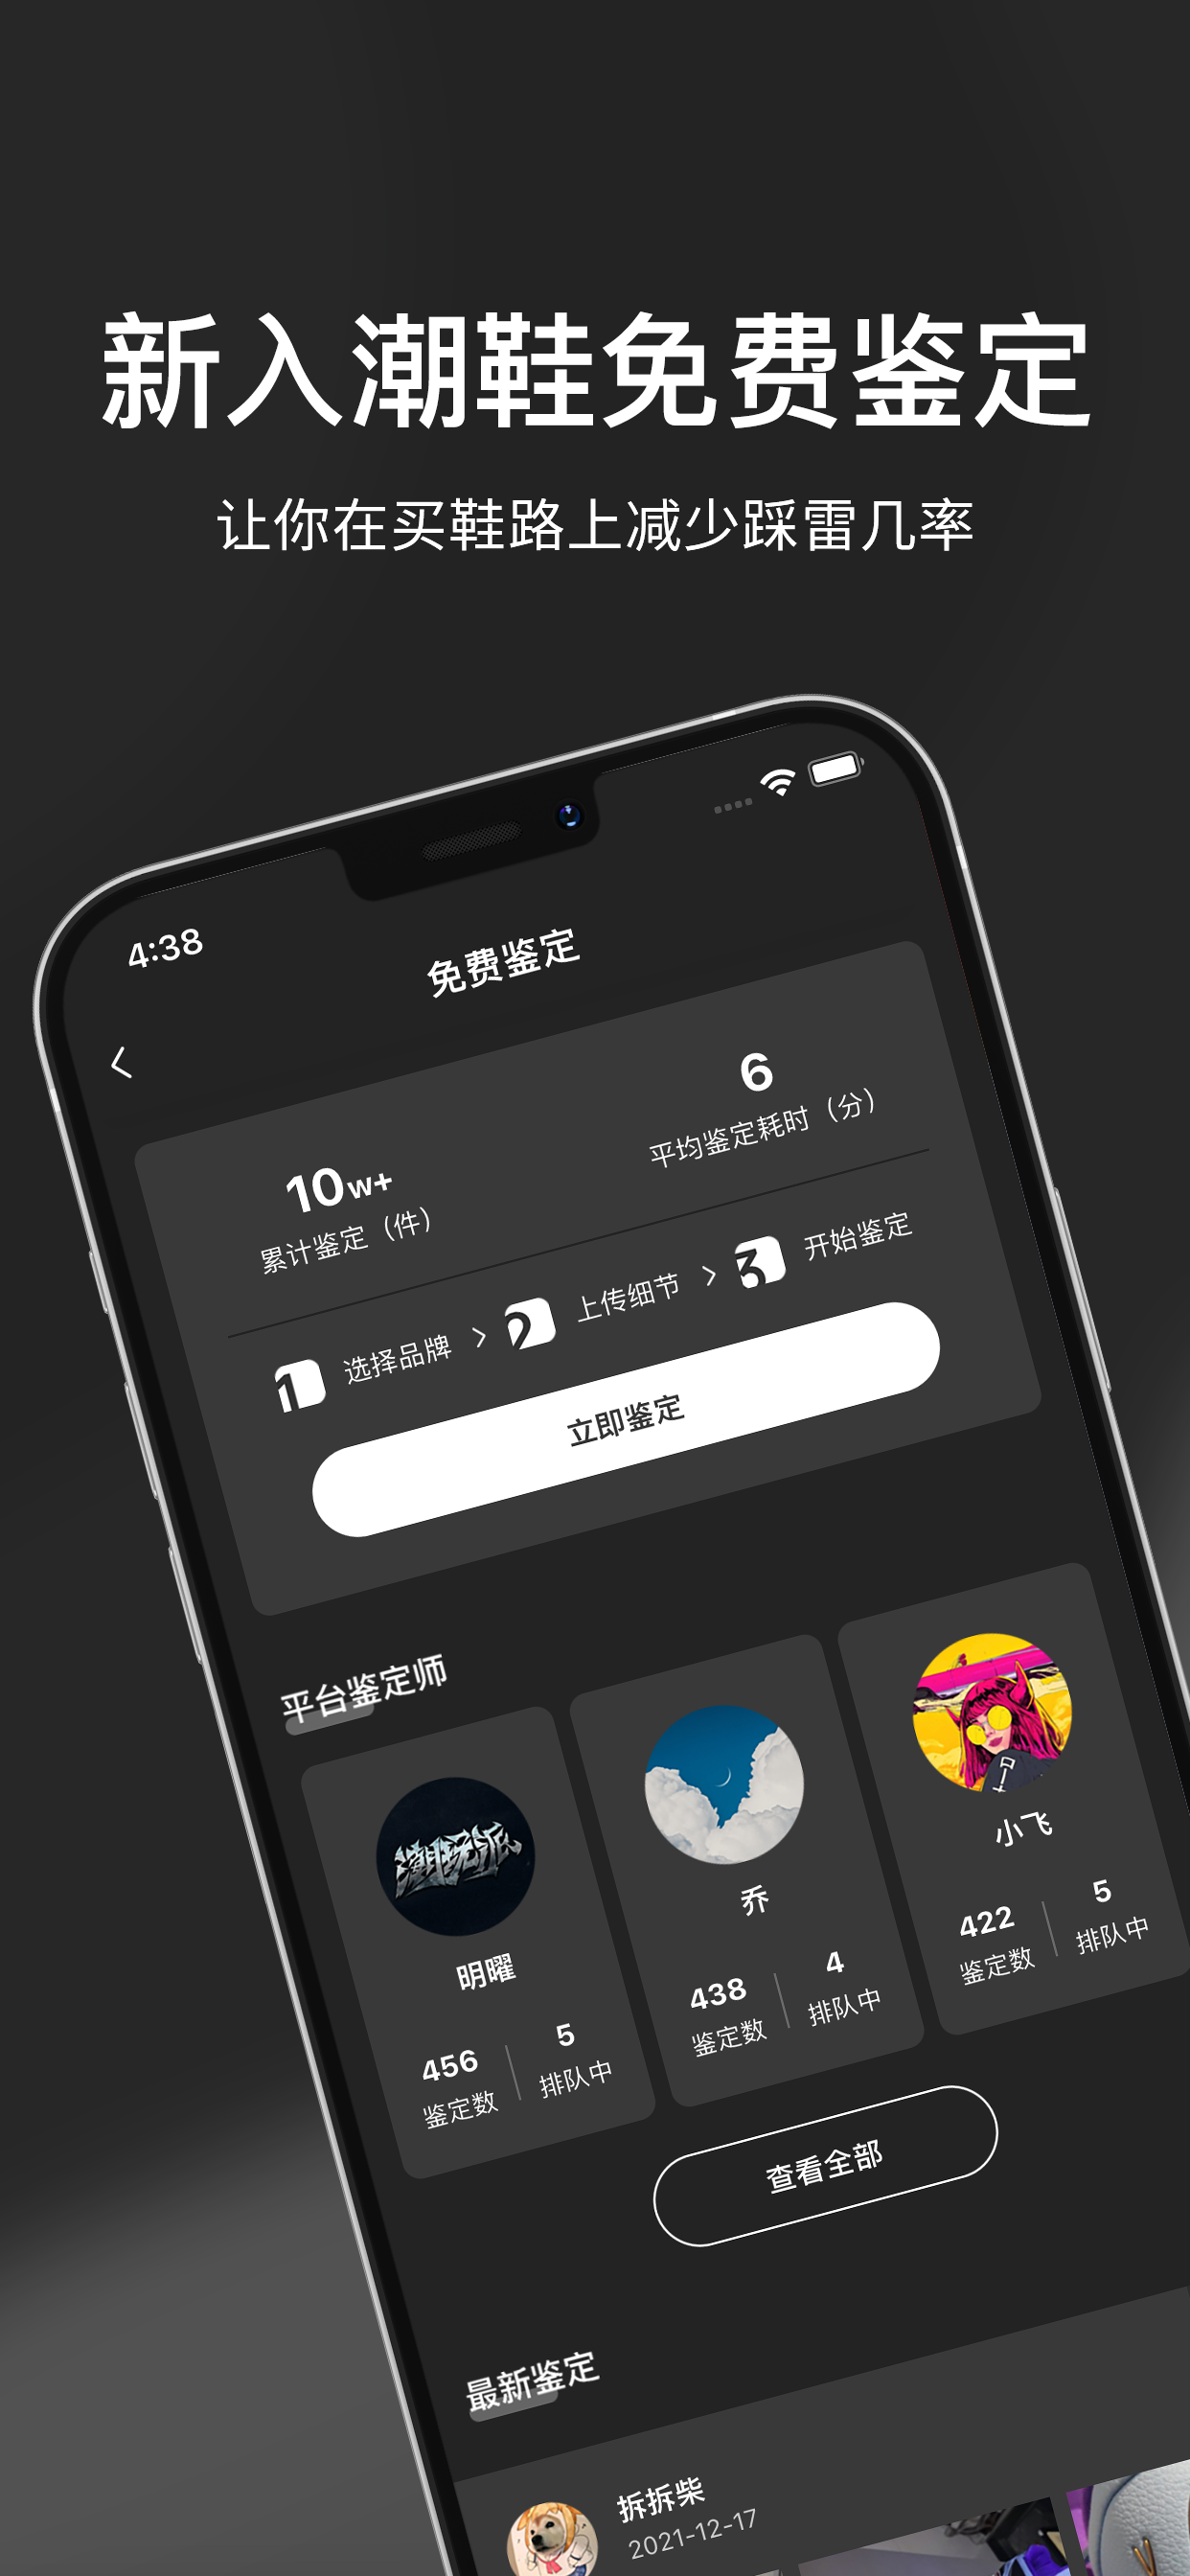 新入潮鞋免费鉴定
让你在买鞋路上减少踩雷几率
4:38
免费鉴定
10w+
累计鉴定（件）
6
平均鉴定耗时（分）
1 选择品牌 > 2 上传细节 > 3 开始鉴定
立即鉴定
平台鉴定师
潮玩派
明曜
456
鉴定数
5
排队中
乔
438
鉴定数
4
排队中
小飞
422
鉴定数
5
排队中
查看全部
最新鉴定
拆拆柴
2021-12-17